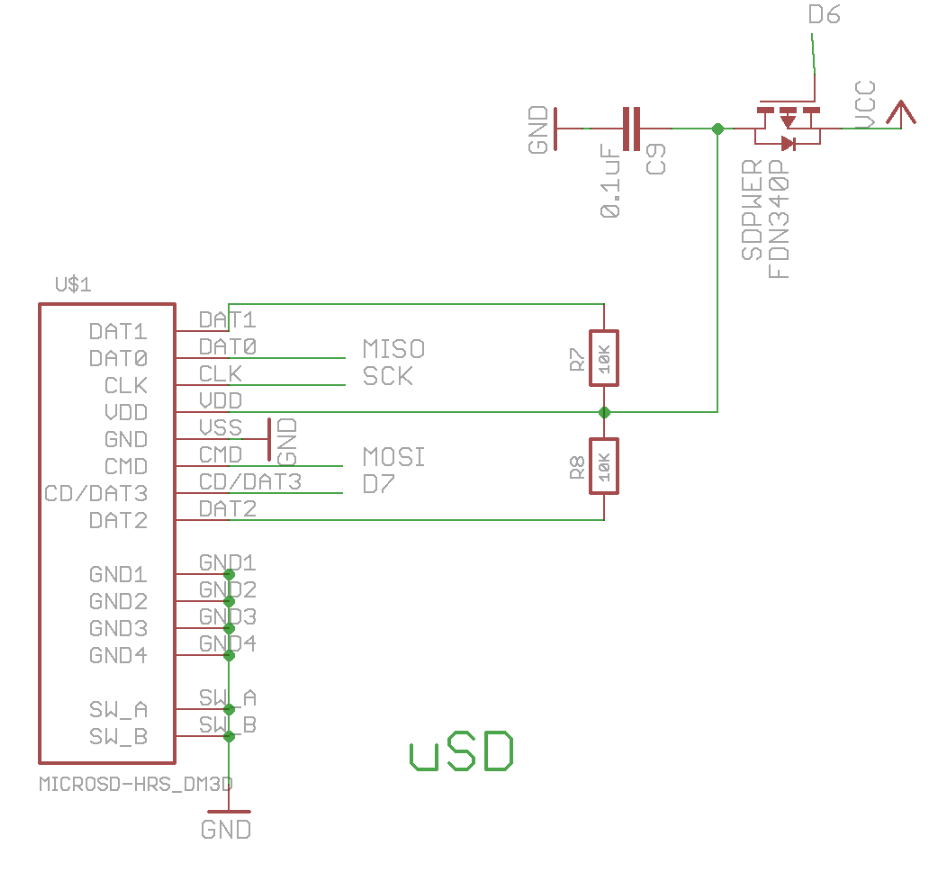 D6
VCC
GND
0.1uF
C9
SDPWER
FDN340P
U$1
DAT1 DAT1
DAT0 DAT0 MISO
CLK CLK SCK
VDD VDD
GND VSS GND
CMD CMD MOSI
CD/DAT3 CD/DAT3 D7
DAT2 DAT2
R7 10K
R8 10K
GND1 GND1
GND2 GND2
GND3 GND3
GND4 GND4
SW_A SW_A
SW_B SW_B
uSD
MICROSD-HRS_DM3D
GND